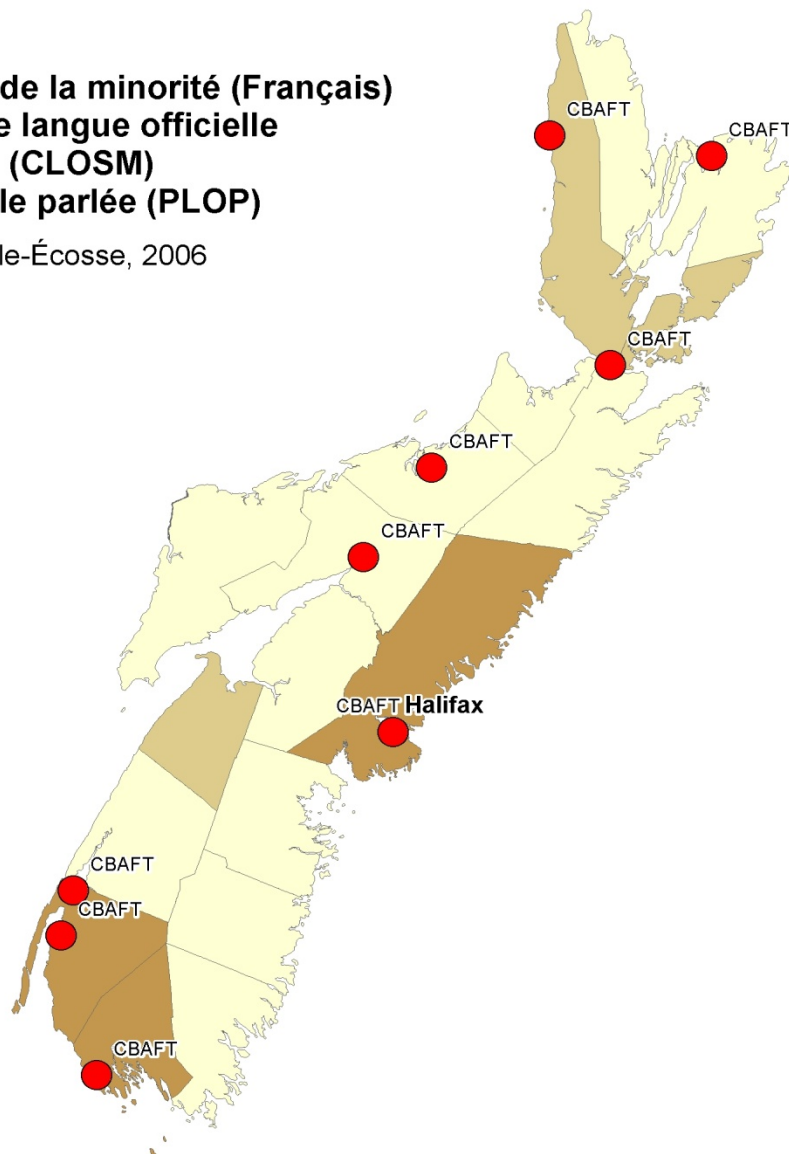 de la minorité (Français)
e langue officielle
(CLOSM)
le parlée (PLOP)
le-Écosse, 2006
CBAFT
CBAFT
CBAFT
CBAFT
CBAFT
CBAFT Halifax
CBAFT
CBAFT
CBAFT